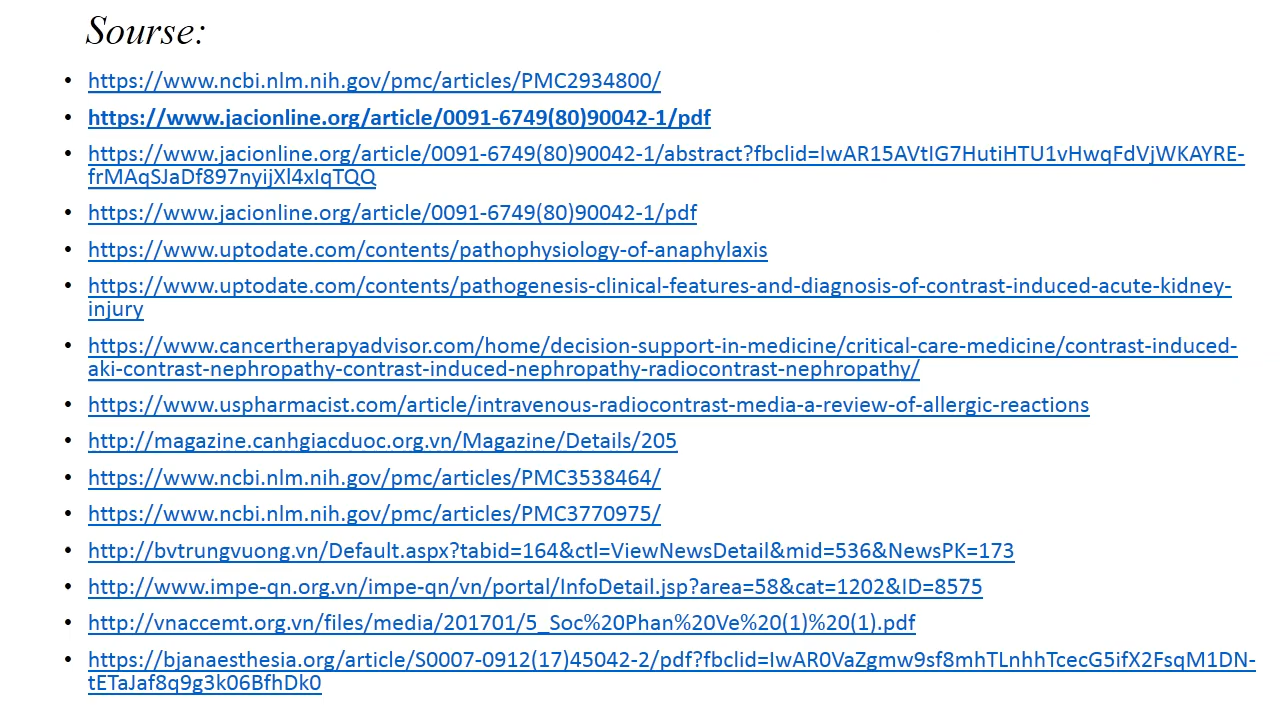 Sourse:
• https://www.ncbi.nlm.nih.gov/pmc/articles/PMC2934800/
• https://www.jacionline.org/article/0091-6749(80)90042-1/pdf
• https://www.jacionline.org/article/0091-6749(80)90042-1/abstract?fbclid=IwAR15AVtIG7HutiHTU1vHwqFdVjWKAYRE-
frMAqSJaDf897nyijXl4xIqTQQ
• https://www.jacionline.org/article/0091-6749(80)90042-1/pdf
• https://www.uptodate.com/contents/pathophysiology-of-anaphylaxis
• https://www.uptodate.com/contents/pathogenesis-clinical-features-and-diagnosis-of-contrast-induced-acute-kidney-
injury
• https://www.cancertherapyadvisor.com/home/decision-support-in-medicine/critical-care-medicine/contrast-induced-
aki-contrast-nephropathy-contrast-induced-nephropathy-radiocontrast-nephropathy/
• https://www.uspharmacist.com/article/intravenous-radiocontrast-media-a-review-of-allergic-reactions
• http://magazine.canhgiacduoc.org.vn/Magazine/Details/205
• https://www.ncbi.nlm.nih.gov/pmc/articles/PMC3538464/
• https://www.ncbi.nlm.nih.gov/pmc/articles/PMC3770975/
• http://bvtrungvuong.vn/Default.aspx?tabid=164&ctl=ViewNewsDetail&mid=536&NewsPK=173
• http://www.impe-qn.org.vn/impe-qn/vn/portal/InfoDetail.jsp?area=58&cat=1202&ID=8575
• http://vnaccemt.org.vn/files/media/201701/5_Soc%20Phan%20Ve%20(1)%20(1).pdf
• https://bjanaesthesia.org/article/S0007-0912(17)45042-2/pdf?fbclid=IwAR0VaZgmw9sf8mhTLnhhTcecG5ifX2FsqM1DN-
tETaJaf8q9g3k06BfhDk0